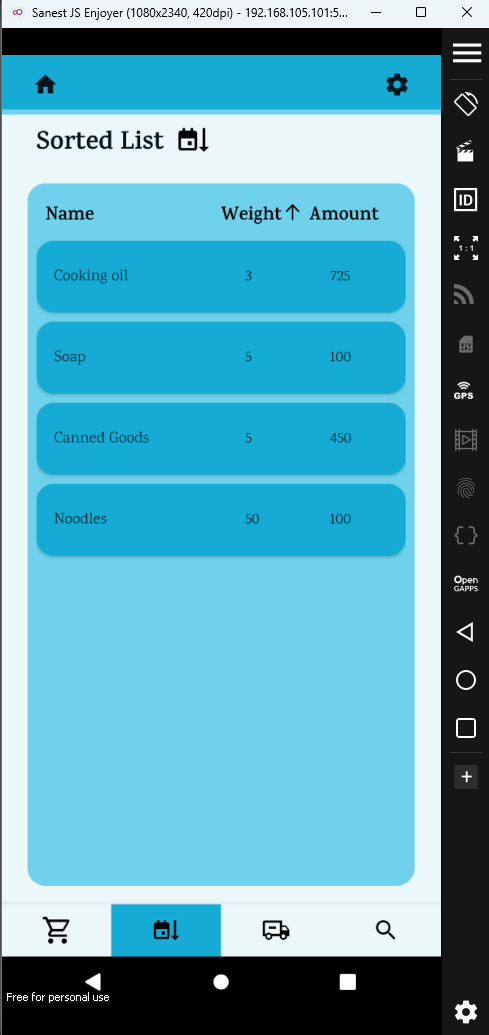 Sanest JS Enjoyer (1080x2340, 420dpi) - 192.168.105.101:5...
Sorted List
Name Weight↑ Amount
Cooking oil 3 725
Soap 5 100
Canned Goods 5 450
Noodles 50 100
Free for personal use
ID
1 : 1
GPS
Open
GAPPS